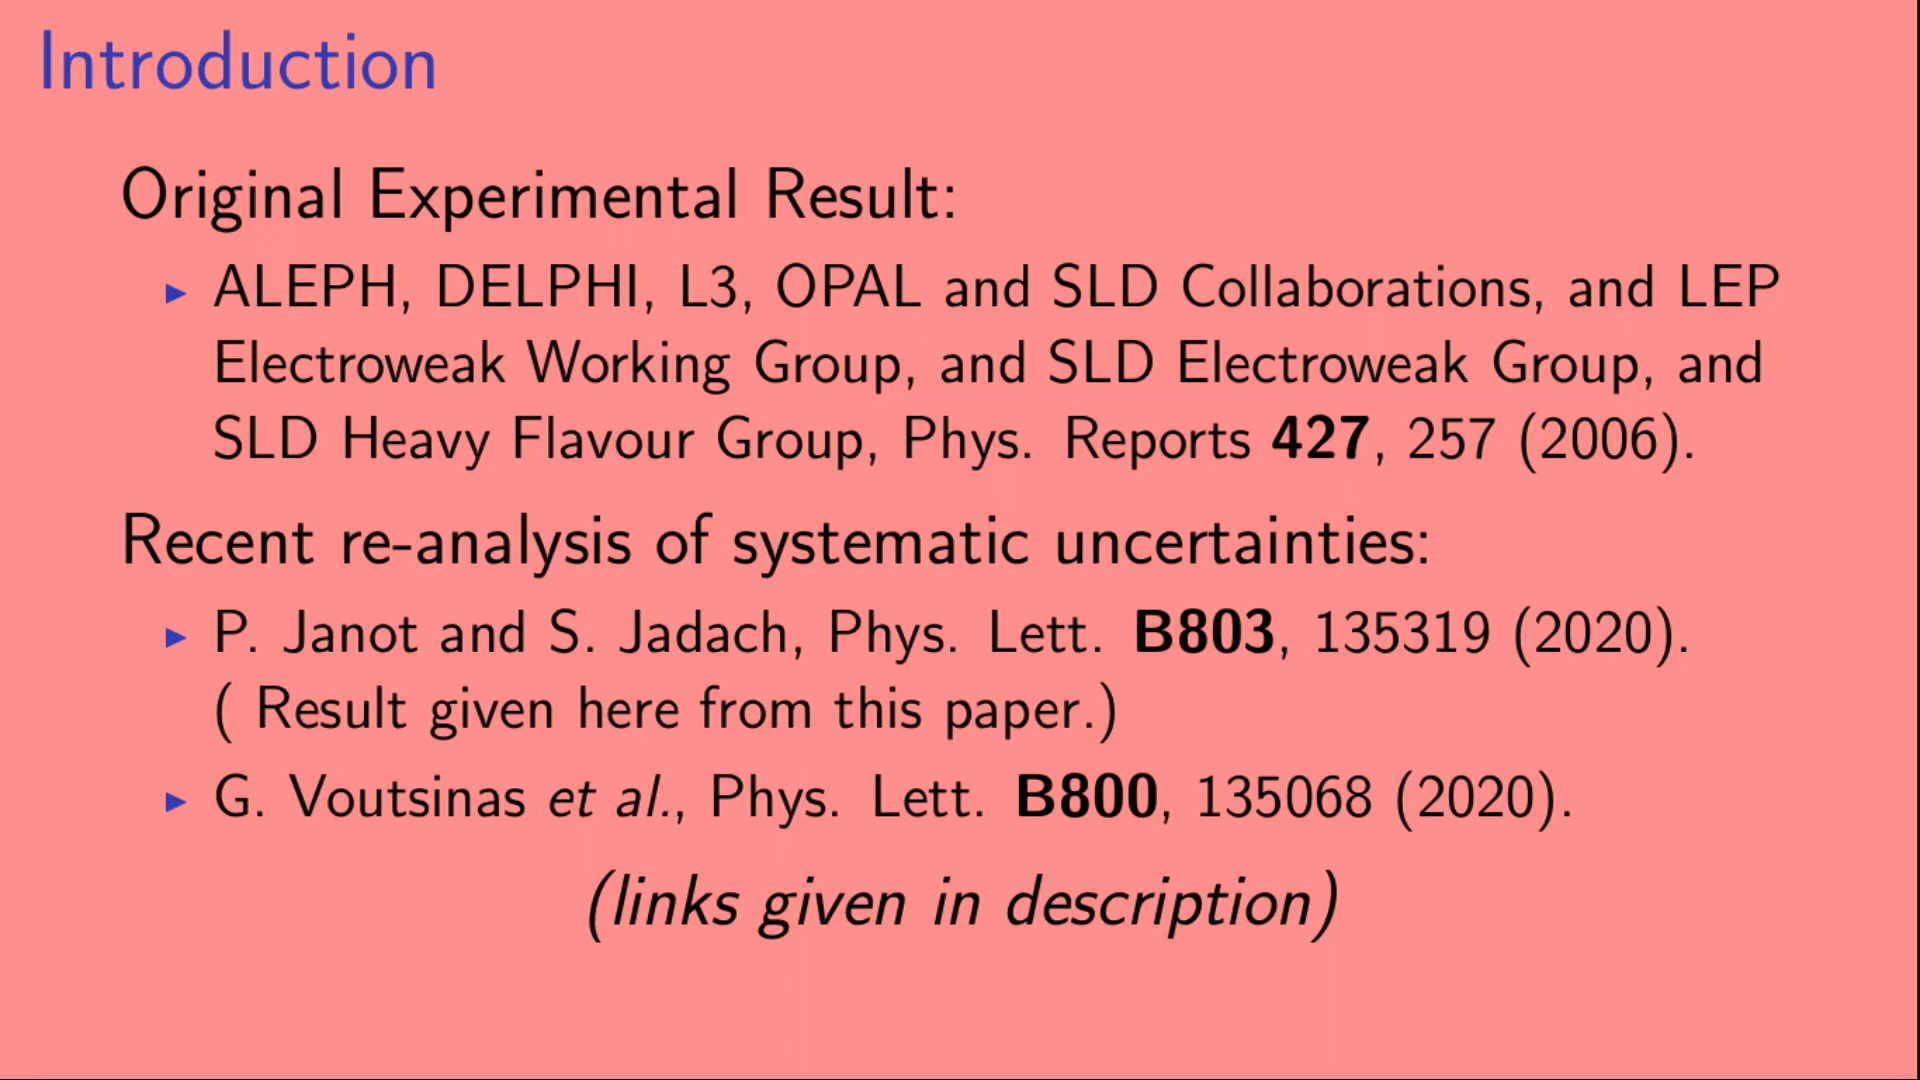 Introduction
Original Experimental Result:
▶ ALEPH, DELPHI, L3, OPAL and SLD Collaborations, and LEP
Electroweak Working Group, and SLD Electroweak Group, and
SLD Heavy Flavour Group, Phys. Reports 427, 257 (2006).
Recent re-analysis of systematic uncertainties:
▶ P. Janot and S. Jadach, Phys. Lett. B803, 135319 (2020).
( Result given here from this paper.)
▶ G. Voutsinas et al., Phys. Lett. B800, 135068 (2020).
(links given in description)